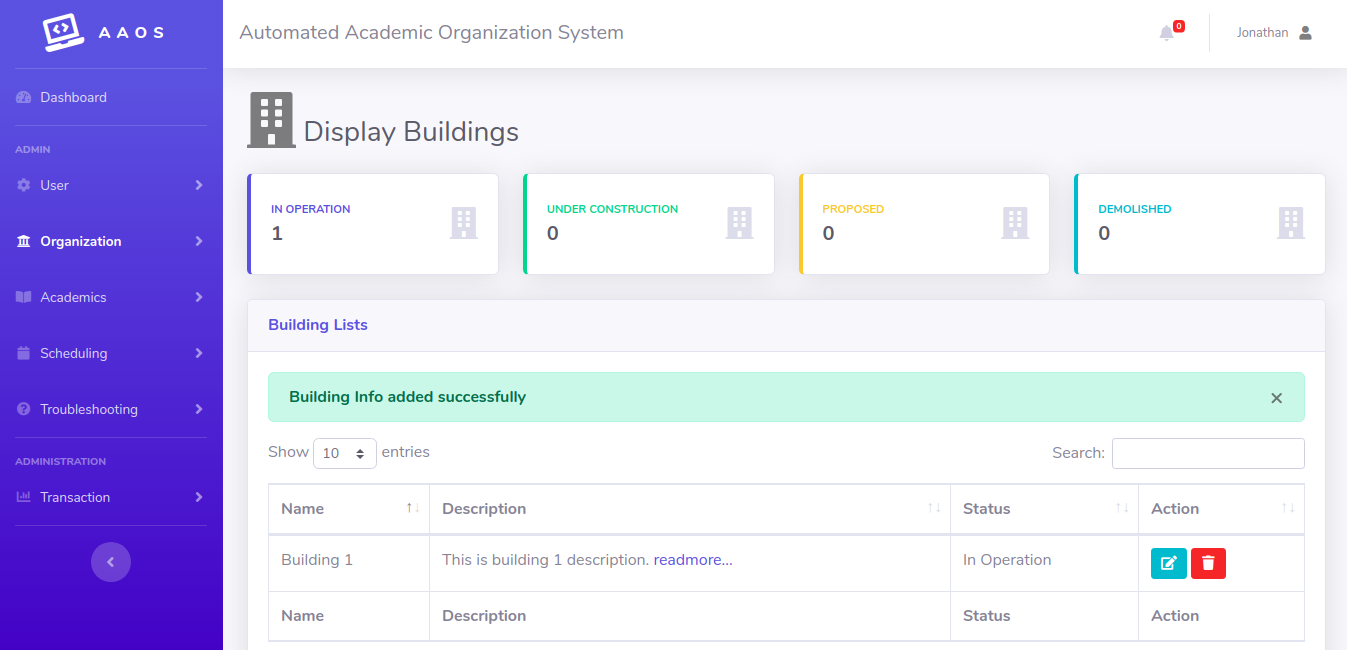 AAOS
Automated Academic Organization System
0
Jonathan
Dashboard
ADMIN
User
Organization
Academics
Scheduling
Troubleshooting
ADMINISTRATION
Transaction
Display Buildings
IN OPERATION
1
UNDER CONSTRUCTION
0
PROPOSED
0
DEMOLISHED
0
Building Lists
Building Info added successfully
×
Show 10 entries
Search:
Name Description Status Action
Building 1 This is building 1 description. readmore... In Operation
Name Description Status Action